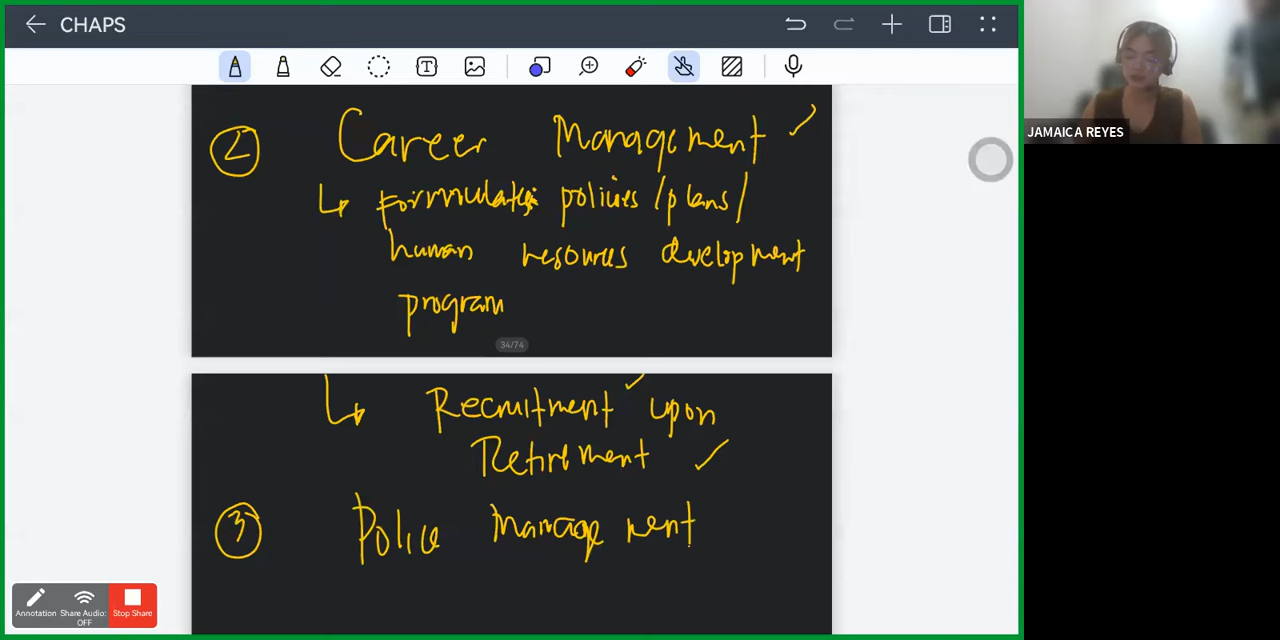 CHAPS
JAMAICA REYES
2 Career Management ✓
↳ formulates policies / plans /
human resources development
program
34/74
↳ Recruitment ✓ upon
Retirement ✓
3 Police management
Annotation
Share Audio: OFF
Stop Share